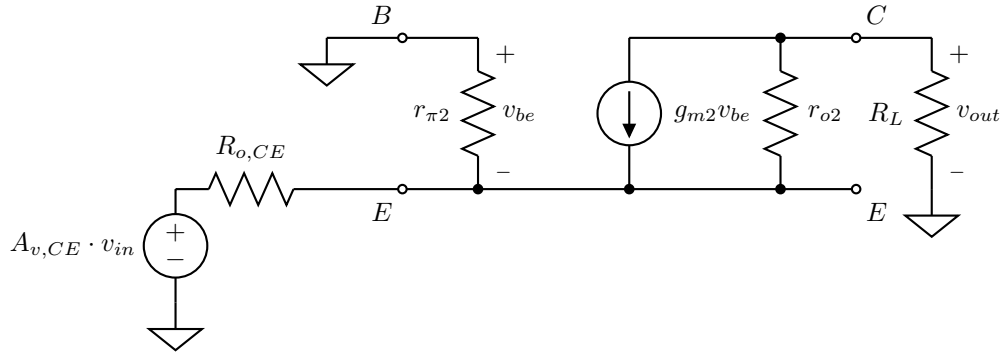 B
C
+
+
r_{π2}
v_{be}
g_{m2}v_{be}
r_{o2}
R_L
v_{out}
R_{o,CE}
–
–
E
E
A_{v,CE} · v_{in}
+
−